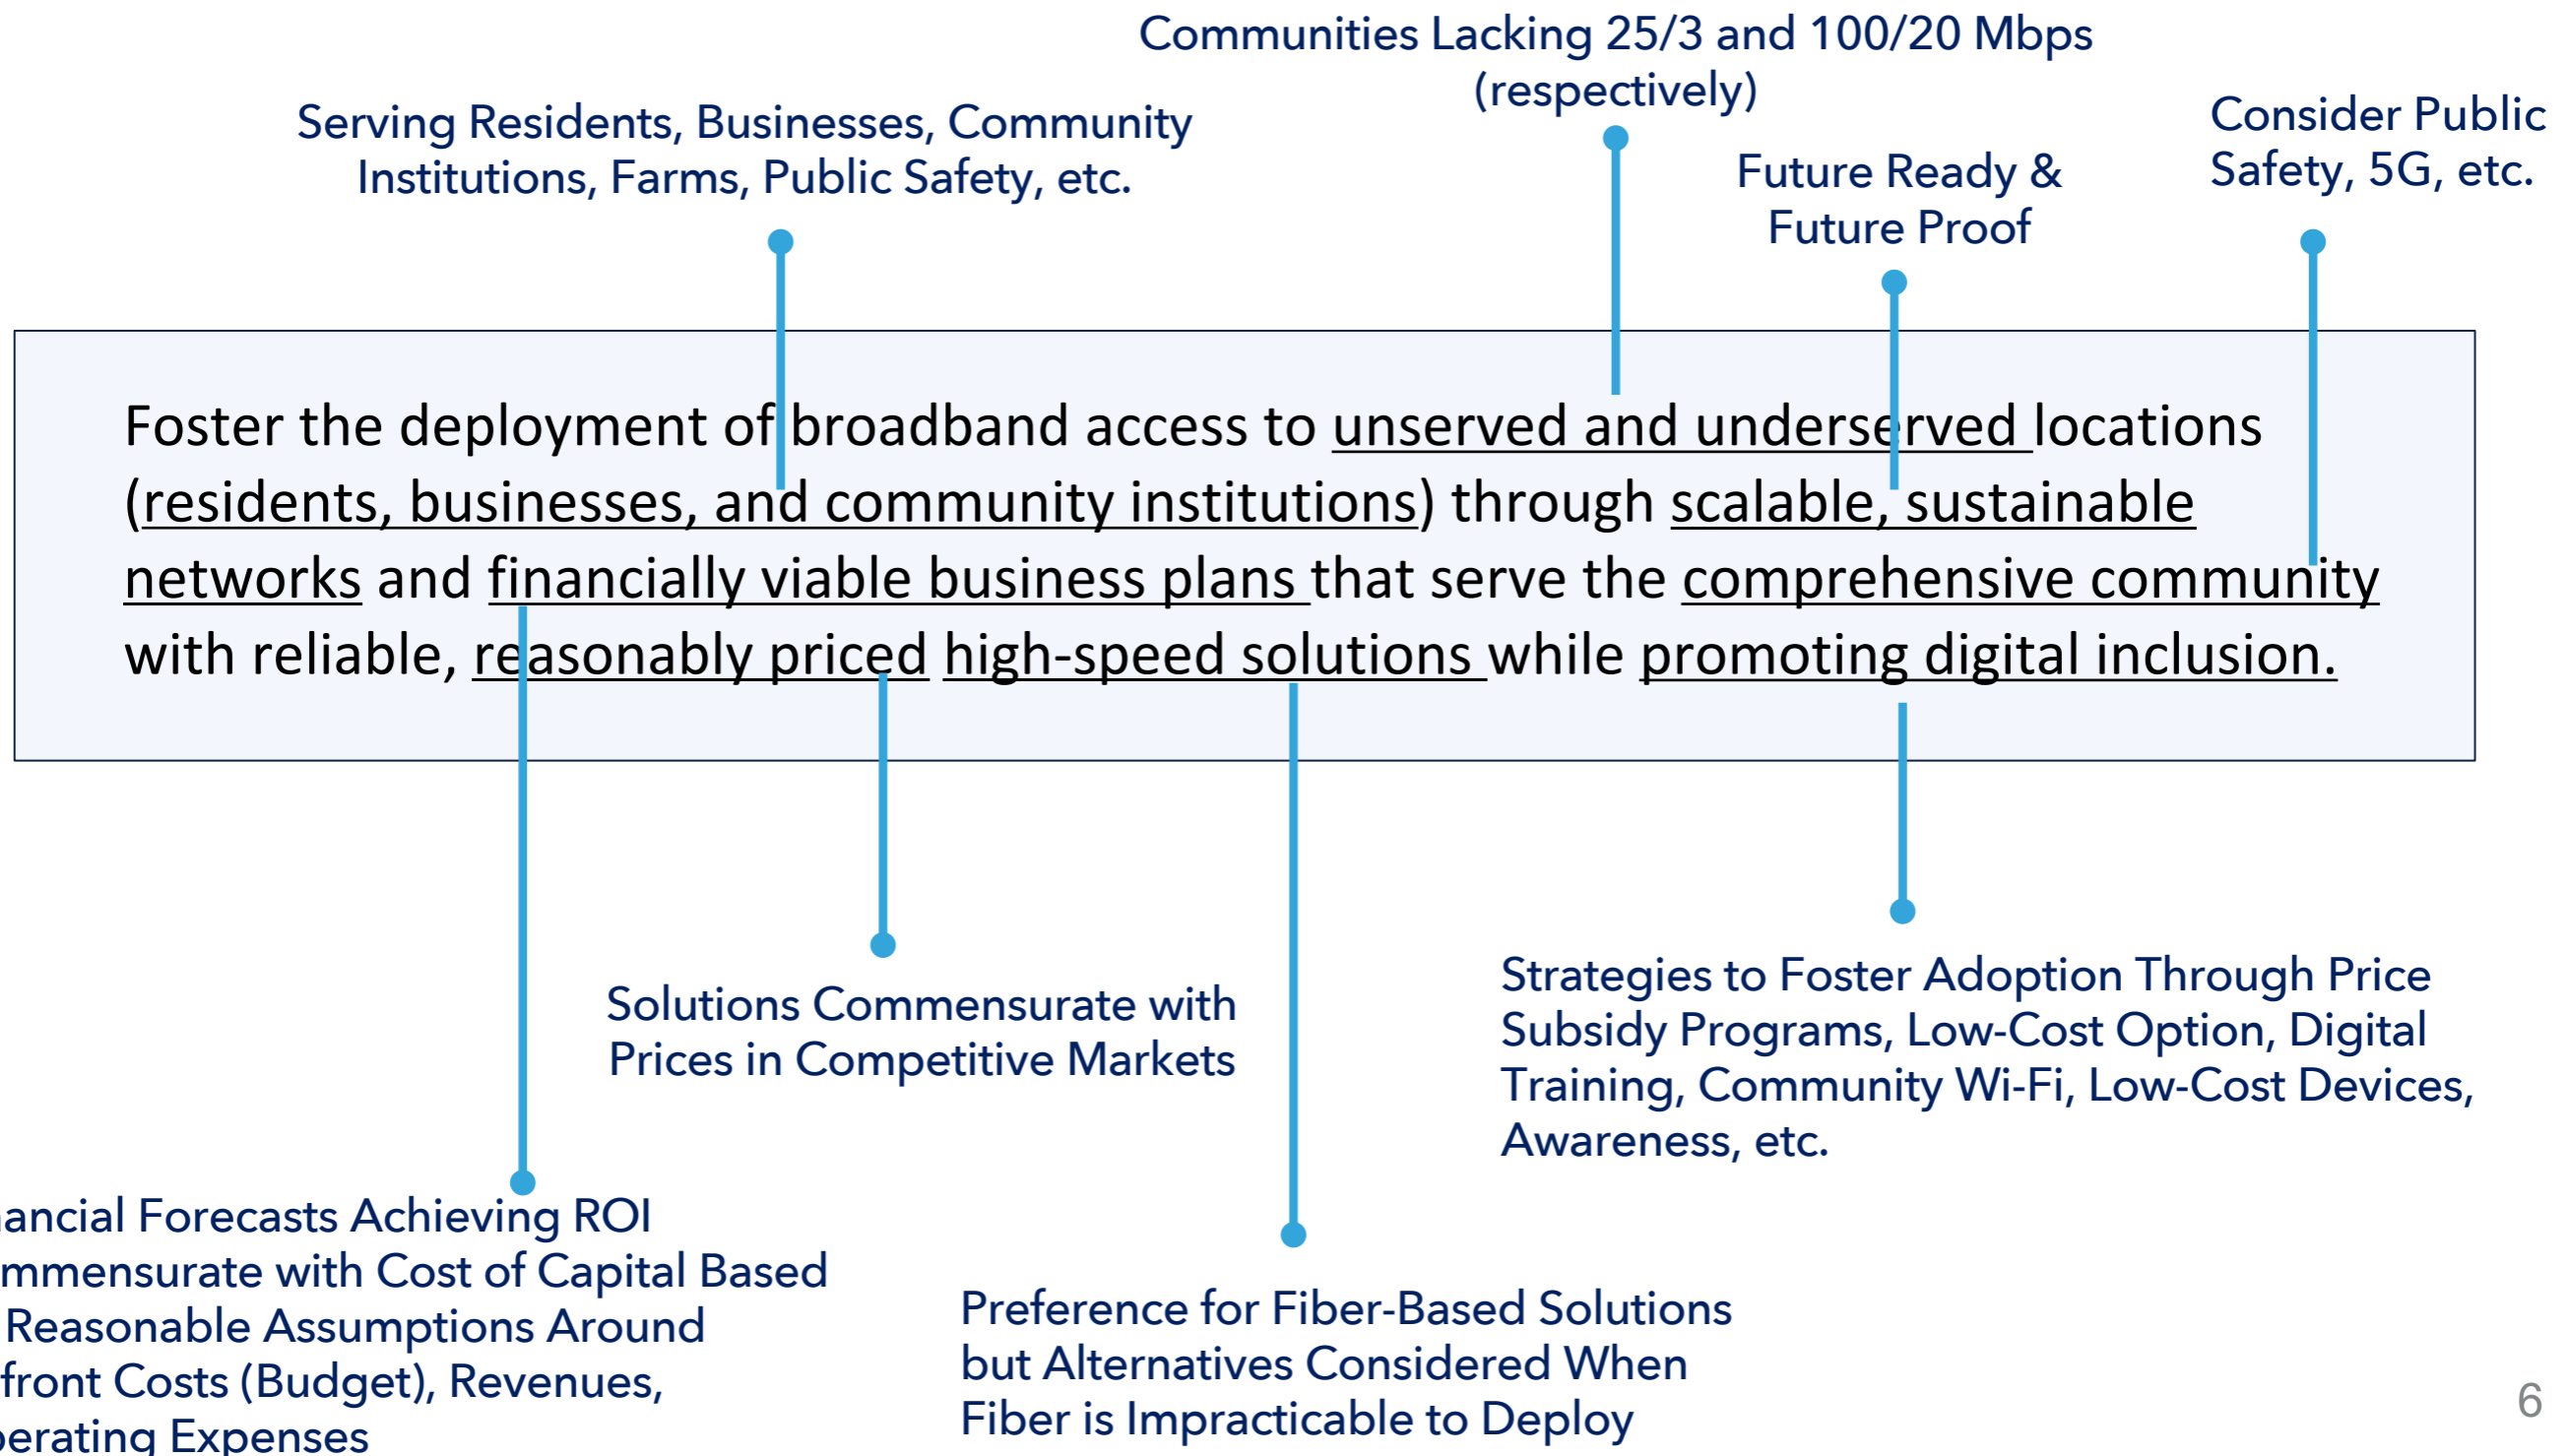 Communities Lacking 25/3 and 100/20 Mbps
(respectively)
Serving Residents, Businesses, Community
Institutions, Farms, Public Safety, etc.
Future Ready &
Future Proof
Consider Public
Safety, 5G, etc.
Foster the deployment of broadband access to unserved and underserved locations
(residents, businesses, and community institutions) through scalable, sustainable
networks and financially viable business plans that serve the comprehensive community
with reliable, reasonably priced high-speed solutions while promoting digital inclusion.
Solutions Commensurate with
Prices in Competitive Markets
Strategies to Foster Adoption Through Price
Subsidy Programs, Low-Cost Option, Digital
Training, Community Wi-Fi, Low-Cost Devices,
Awareness, etc.
ancial Forecasts Achieving ROI
mmensurate with Cost of Capital Based
Reasonable Assumptions Around
front Costs (Budget), Revenues,
erating Expenses
Preference for Fiber-Based Solutions
but Alternatives Considered When
Fiber is Impracticable to Deploy
6